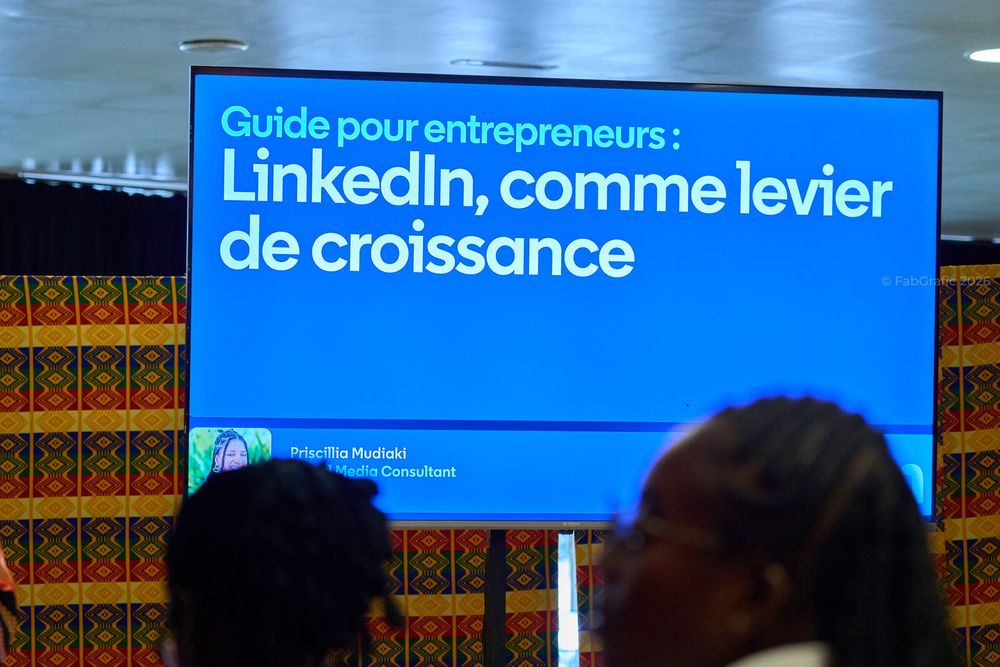 Guide pour entrepreneurs :
LinkedIn, comme levier
de croissance
© FabGrafic 2026
Priscillia Mudiaki
Media Consultant